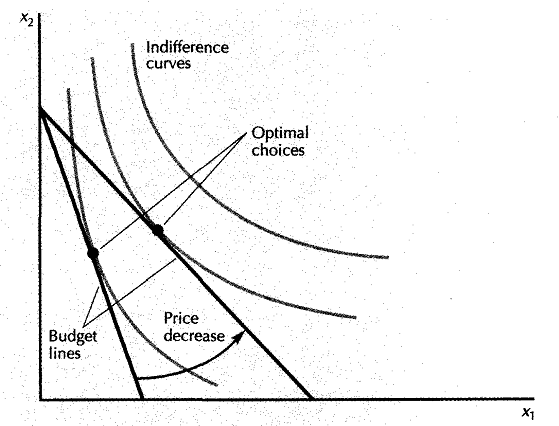 x2
Indifference
curves
Optimal
choices
Price
decrease
Budget
lines
x1